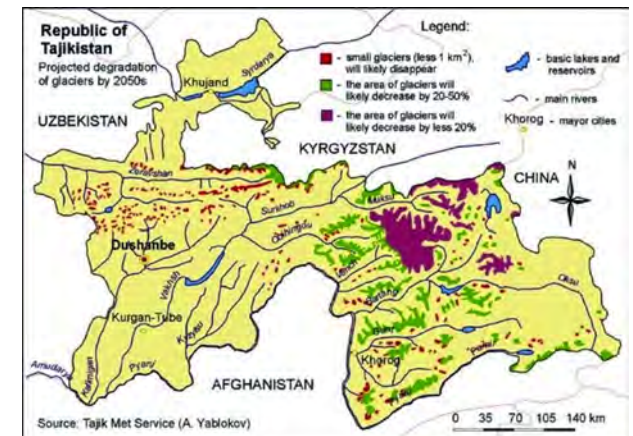 Republic of
Tajikistan
Projected degradation
of glaciers by 2050s
Legend:
- small glaciers (less 1 km²),
will likely disappear
- the area of glaciers will
likely decrease by 20-50%
- the area of glaciers will
likely decrease by less 20%
- basic lakes and
reservoirs
- main rivers
Khorog - mayor cities
Khujand
Syrdarya
UZBEKISTAN
KYRGYZSTAN
CHINA
N
Zeravshan
Surkhob
Muksu
Obihingou
Dushanbe
Vanch
Vakhsh
Bartang
Oksu
Kurgan-Tube
Kyzylsu
Gunt
Khorog
Pamir
Amudarya
Kafirnigan
Pyanj
Pyanj
AFGHANISTAN
Source: Tajik Met Service (A. Yablokov)
0 35 70 105 140 km